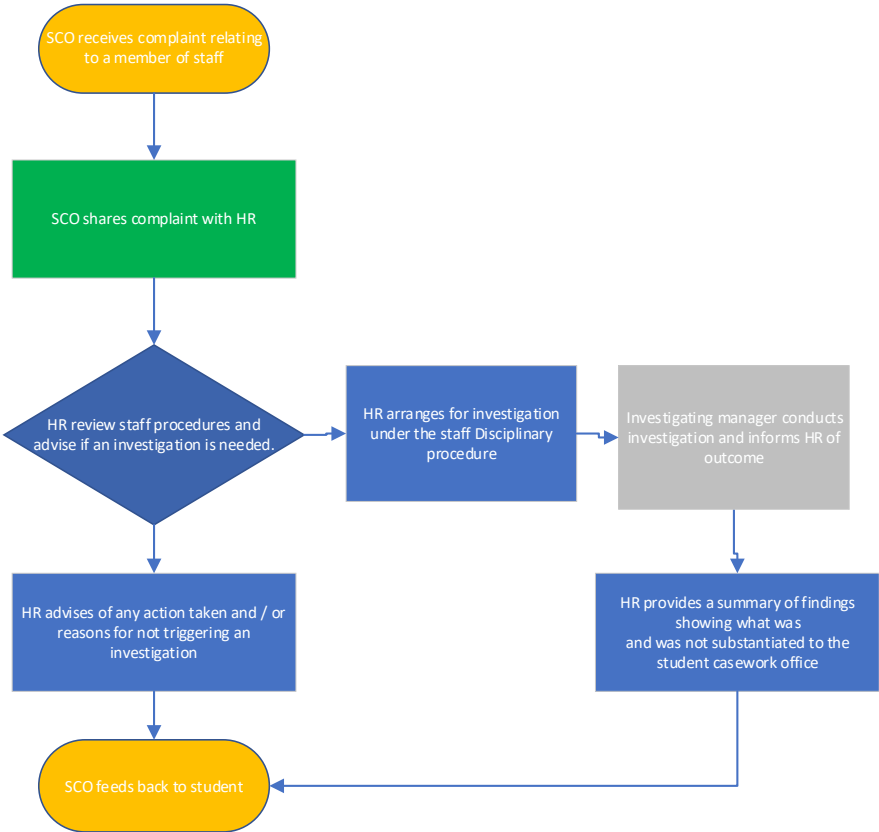 SCO receives complaint relating
to a member of staff
SCO shares complaint with HR
HR review staff procedures and
advise if an investigation is needed.
HR arranges for investigation
under the staff Disciplinary
procedure
Investigating manager conducts
investigation and informs HR of
outcome
HR advises of any action taken and / or
reasons for not triggering an
investigation
HR provides a summary of findings
showing what was
and was not substantiated to the
student casework office
SCO feeds back to student